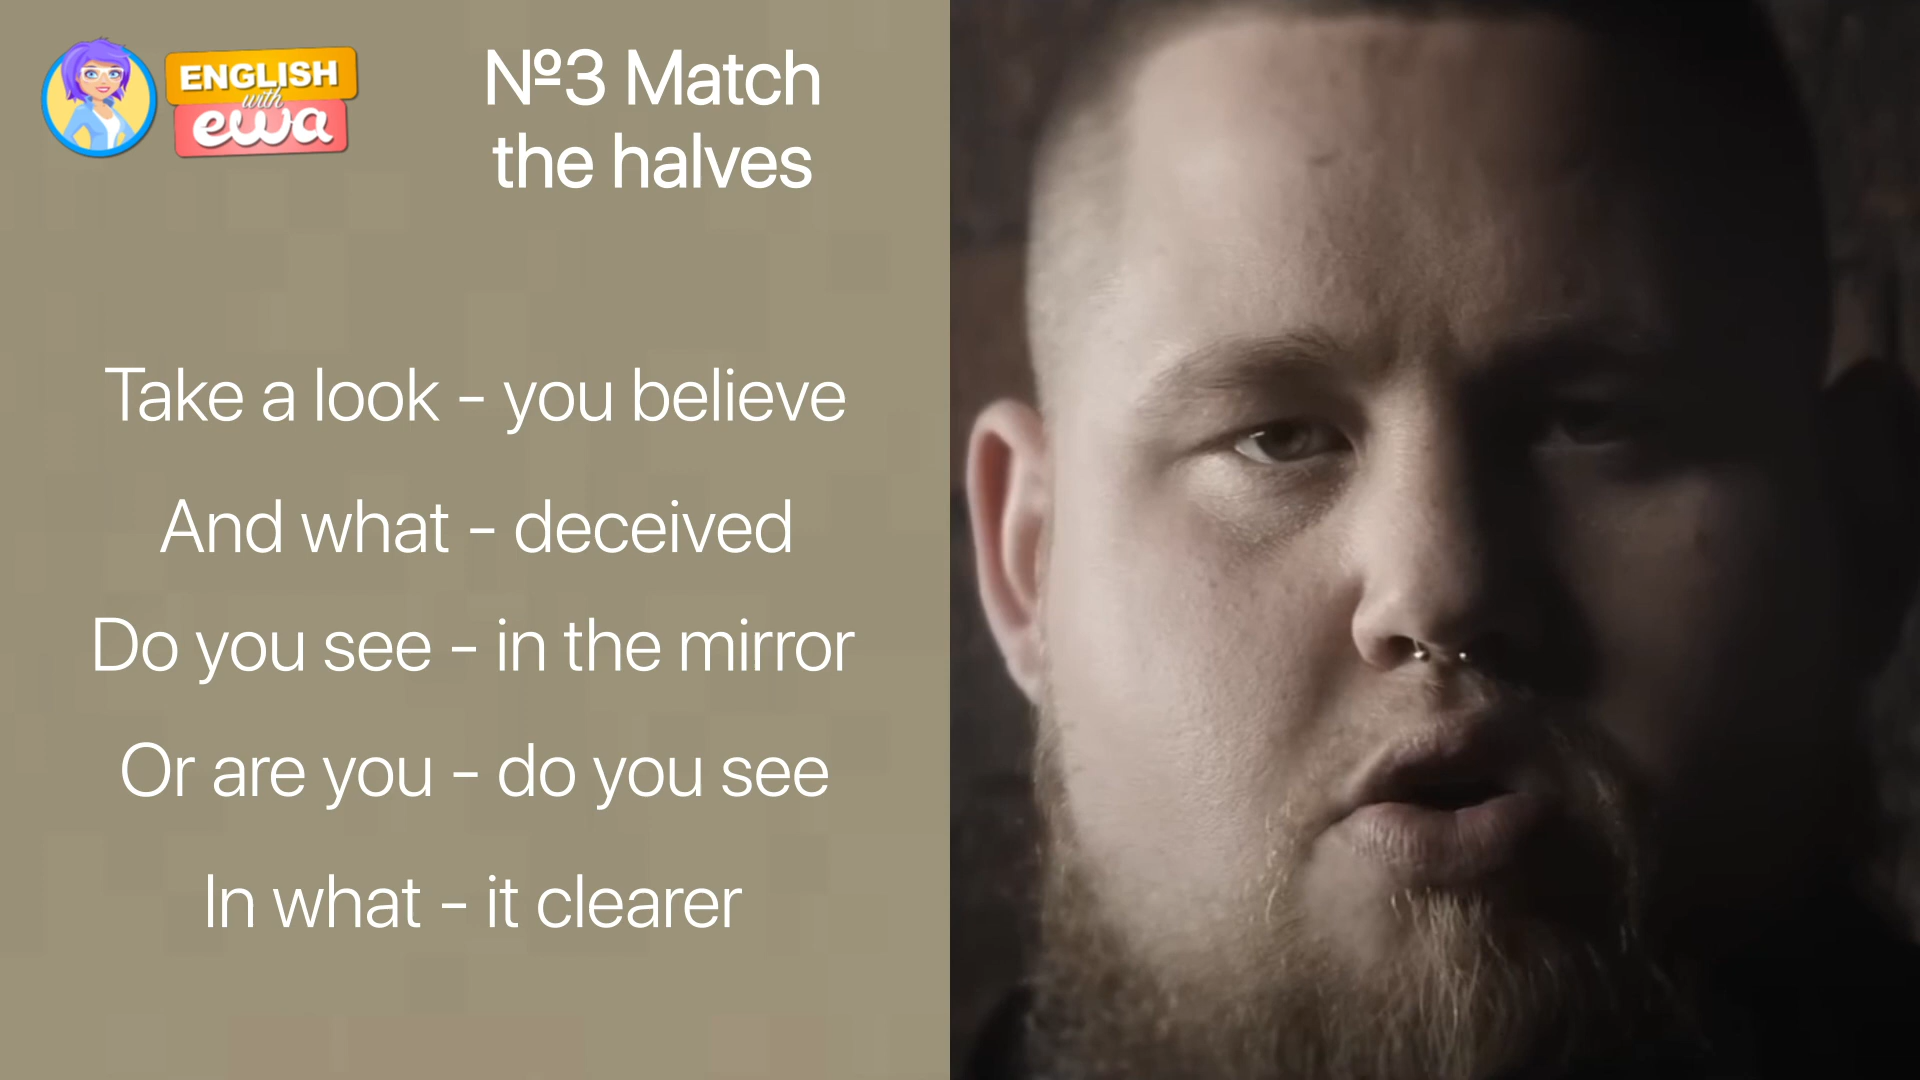 ENGLISH
with
ewa
№3 Match
the halves
Take a look - you believe
And what - deceived
Do you see - in the mirror
Or are you - do you see
In what - it clearer